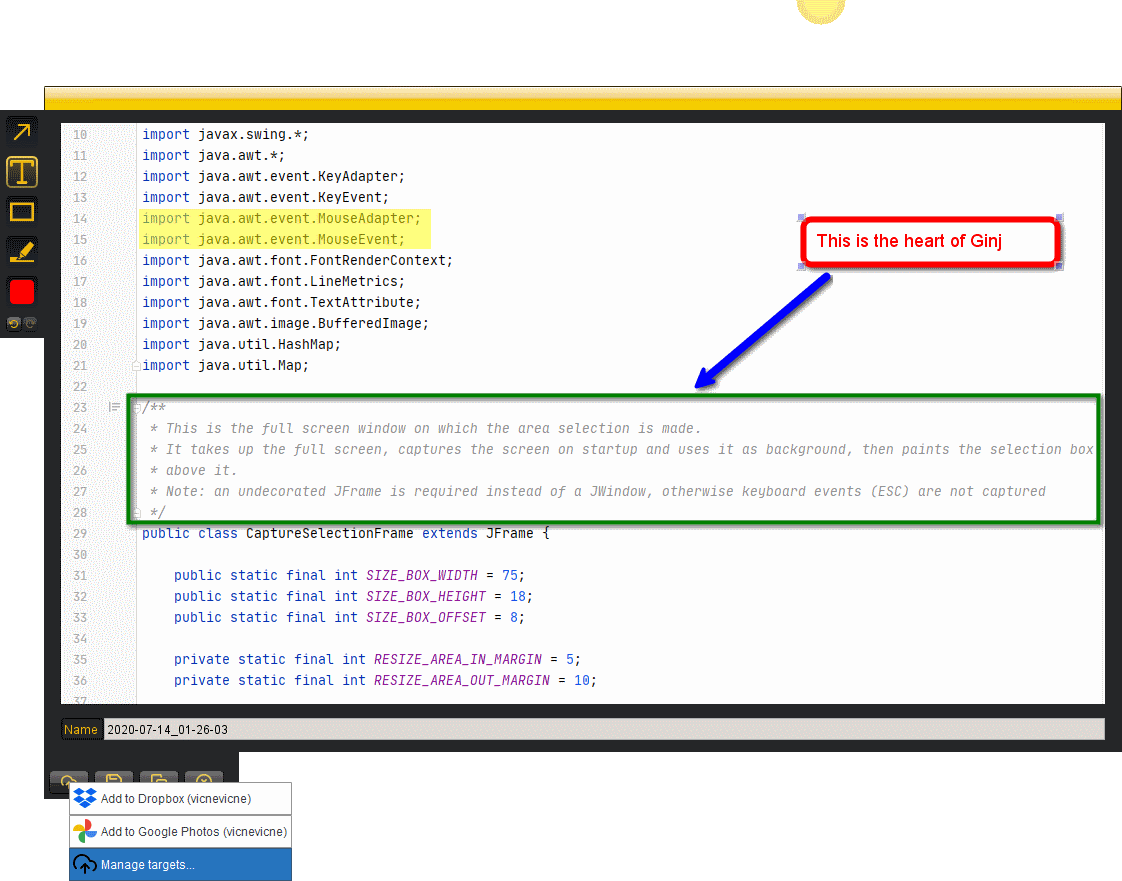 10 import javax.swing.*;
11 import java.awt.*;
12 import java.awt.event.KeyAdapter;
13 import java.awt.event.KeyEvent;
14 import java.awt.event.MouseAdapter;
15 import java.awt.event.MouseEvent;
This is the heart of Ginj
16 import java.awt.font.FontRenderContext;
17 import java.awt.font.LineMetrics;
18 import java.awt.font.TextAttribute;
19 import java.awt.image.BufferedImage;
20 import java.util.HashMap;
21 import java.util.Map;
22
23 /**
24 * This is the full screen window on which the area selection is made.
25 * It takes up the full screen, captures the screen on startup and uses it as background, then paints the selection box
26 * above it.
27 * Note: an undecorated JFrame is required instead of a JWindow, otherwise keyboard events (ESC) are not captured
28 */
29 public class CaptureSelectionFrame extends JFrame {
30
31 public static final int SIZE_BOX_WIDTH = 75;
32 public static final int SIZE_BOX_HEIGHT = 18;
33 public static final int SIZE_BOX_OFFSET = 8;
34
35 private static final int RESIZE_AREA_IN_MARGIN = 5;
36 private static final int RESIZE_AREA_OUT_MARGIN = 10;
37
Name 2020-07-14_01-26-03
Add to Dropbox (vicnevicne)
Add to Google Photos (vicnevicne)
Manage targets...